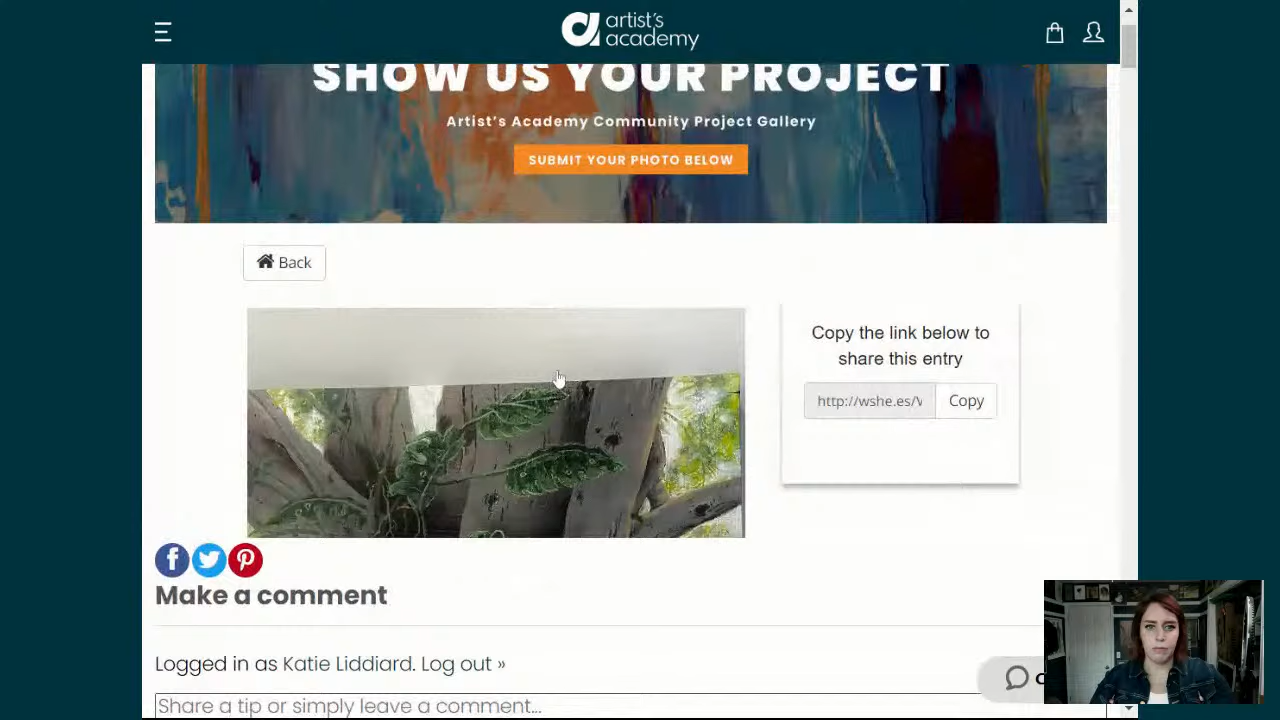 artist's
academy
SHOW US YOUR PROJECT
Artist's Academy Community Project Gallery
SUBMIT YOUR PHOTO BELOW
Back
Copy the link below to
share this entry
http://wshe.es/ Copy
Make a comment
Logged in as Katie Liddiard. Log out »
Share a tip or simply leave a comment...